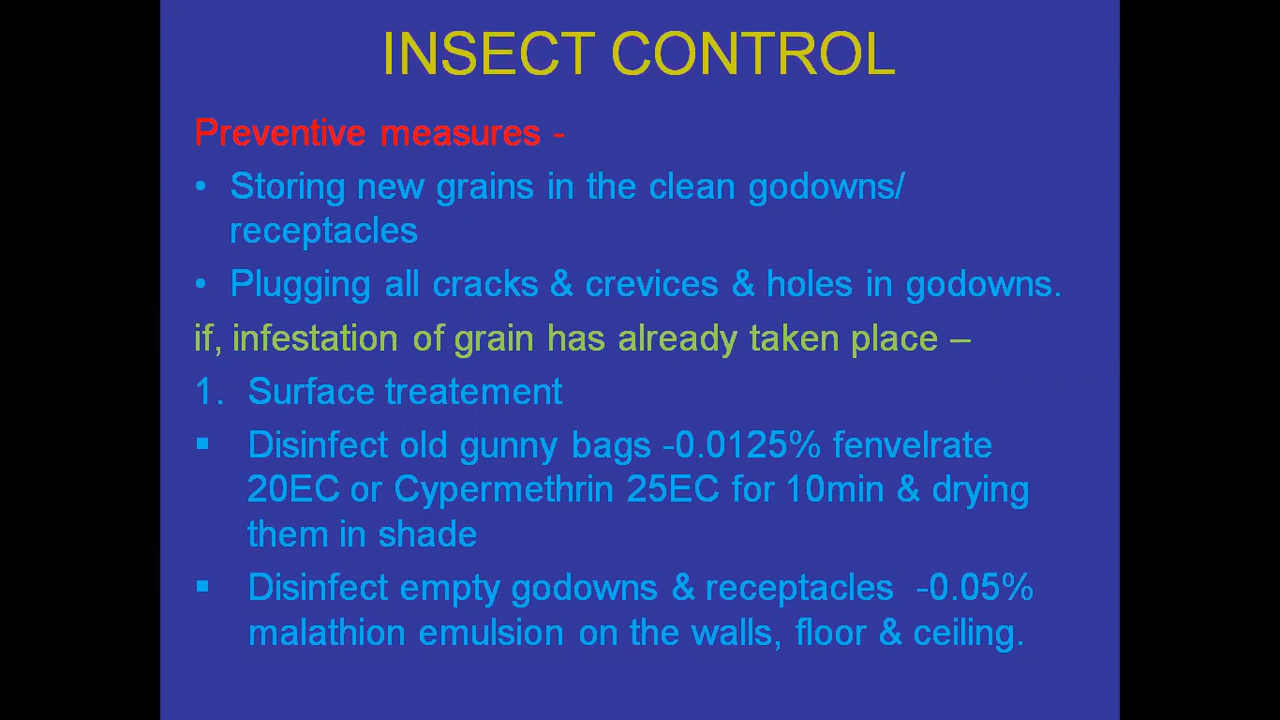 INSECT CONTROL
Preventive measures -
• Storing new grains in the clean godowns/
receptacles
• Plugging all cracks & crevices & holes in godowns.
if, infestation of grain has already taken place –
1. Surface treatement
▪ Disinfect old gunny bags -0.0125% fenvelrate
20EC or Cypermethrin 25EC for 10min & drying
them in shade
▪ Disinfect empty godowns & receptacles -0.05%
malathion emulsion on the walls, floor & ceiling.